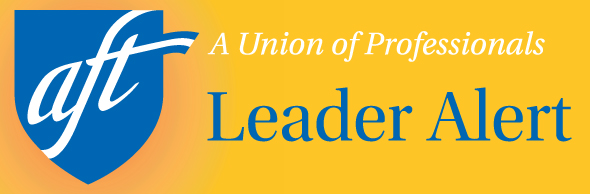 aft
A Union of Professionals
Leader Alert